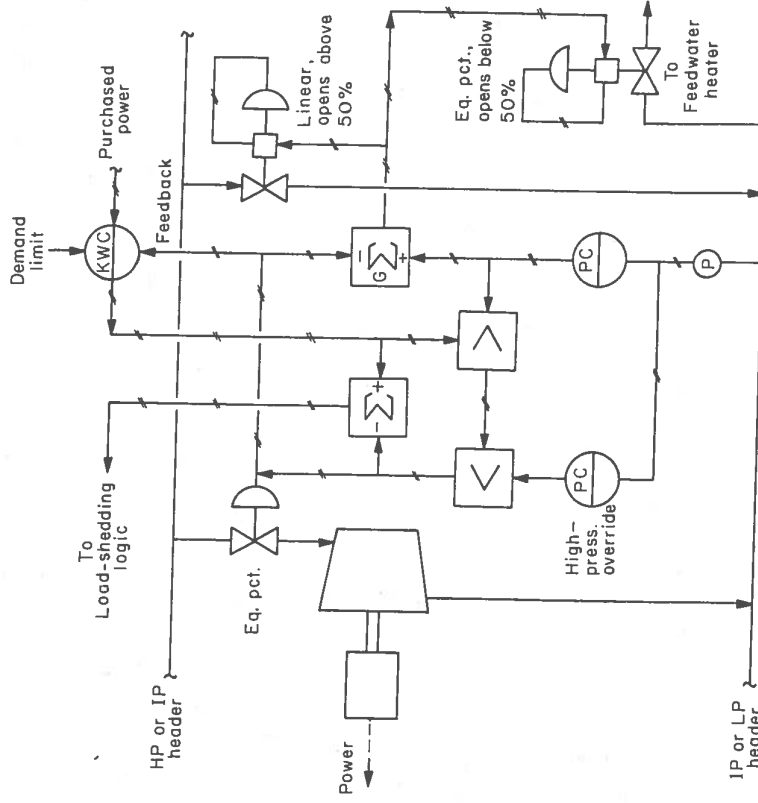 Demand
limit
Purchased
power
KWC
Feedback
Linear,
opens above
50%
Eq. pct.,
opens below
50%
To
Feedwater
heater
To
Load-shedding
logic
HP or IP
header
Eq. pct.
− Σ +
− G Σ +
>
<
PC
PC
High-
press.
override
P
Power
IP or LP
header